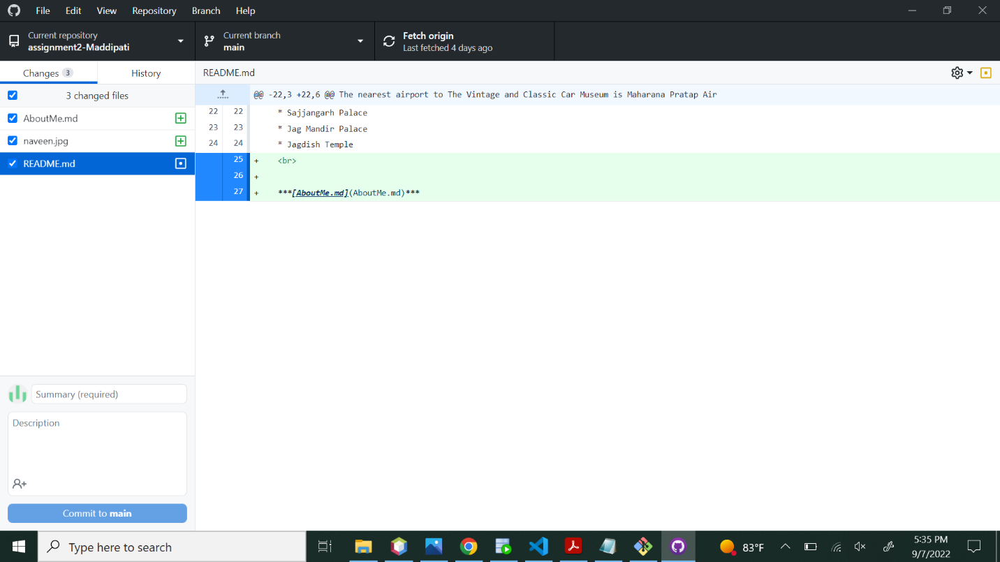 File Edit View Repository Branch Help
Current repository
assignment2-Maddipati
Current branch
main
Fetch origin
Last fetched 4 days ago
Changes 3
History
3 changed files
AboutMe.md
naveen.jpg
README.md
README.md
@@ -22,3 +22,6 @@ The nearest airport to The Vintage and Classic Car Museum is Maharana Pratap Air
22 22 * Sajjangarh Palace
23 23 * Jag Mandir Palace
24 24 * Jagdish Temple
25 + <br>
26 +
27 + ***[AboutMe.md](AboutMe.md)***
Summary (required)
Description
Commit to main
Type here to search
83°F
5:35 PM
9/7/2022